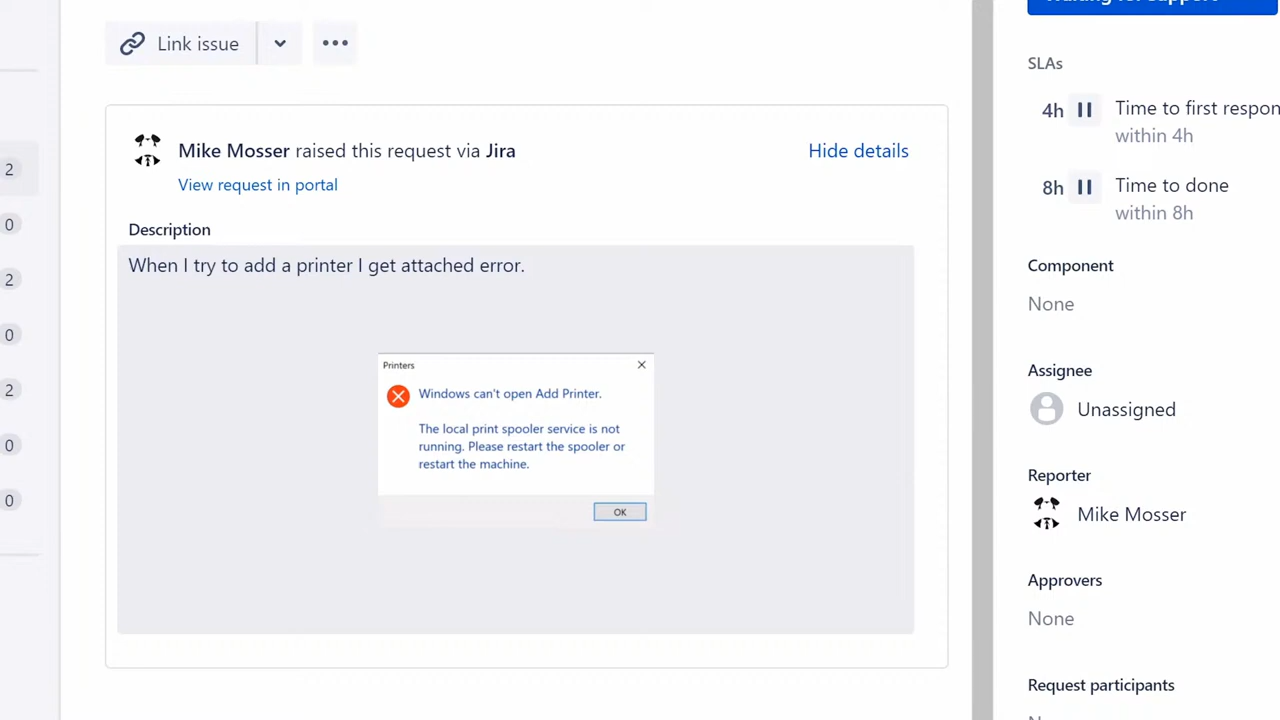 Link issue
Mike Mosser raised this request via Jira
Hide details
View request in portal
Description
When I try to add a printer I get attached error.
Printers
Windows can't open Add Printer.
The local print spooler service is not
running. Please restart the spooler or
restart the machine.
OK
2
0
2
0
2
0
0
SLAs
4h
Time to first respon
within 4h
8h
Time to done
within 8h
Component
None
Assignee
Unassigned
Reporter
Mike Mosser
Approvers
None
Request participants